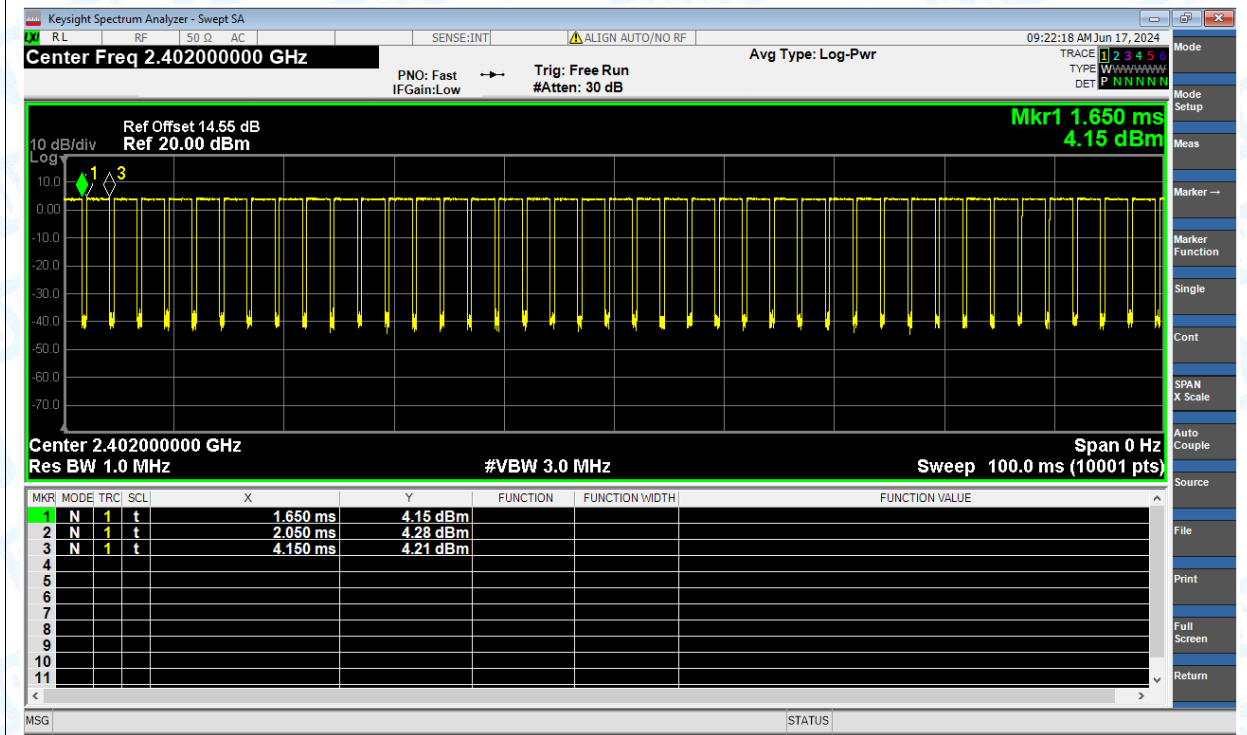 Keysight Spectrum Analyzer - Swept SA
LXI RL RF 50 Ω AC SENSE:INT ALIGN AUTO/NO RF 09:22:18 AM Jun 17, 2024
Center Freq 2.402000000 GHz
Avg Type: Log-Pwr
TRACE 1 2 3 4 5 6
TYPE WWWWWW
DET P N N N N N
PNO: Fast
IFGain:Low
Trig: Free Run
#Atten: 30 dB
Mkr1 1.650 ms
4.15 dBm
Ref Offset 14.55 dB
10 dB/div Ref 20.00 dBm
Log
1 3
10.0
0.00
-10.0
-20.0
-30.0
-40.0
-50.0
-60.0
-70.0
Center 2.402000000 GHz Span 0 Hz
Res BW 1.0 MHz #VBW 3.0 MHz Sweep 100.0 ms (10001 pts)
MKR MODE TRC SCL X Y FUNCTION FUNCTION WIDTH FUNCTION VALUE
1 N 1 t 1.650 ms 4.15 dBm
2 N 1 t 2.050 ms 4.28 dBm
3 N 1 t 4.150 ms 4.21 dBm
4
5
6
7
8
9
10
11
MSG STATUS
Mode
Mode
Setup
Meas
Marker →
Marker
Function
Single
Cont
SPAN
X Scale
Auto
Couple
Source
File
Print
Full
Screen
Return